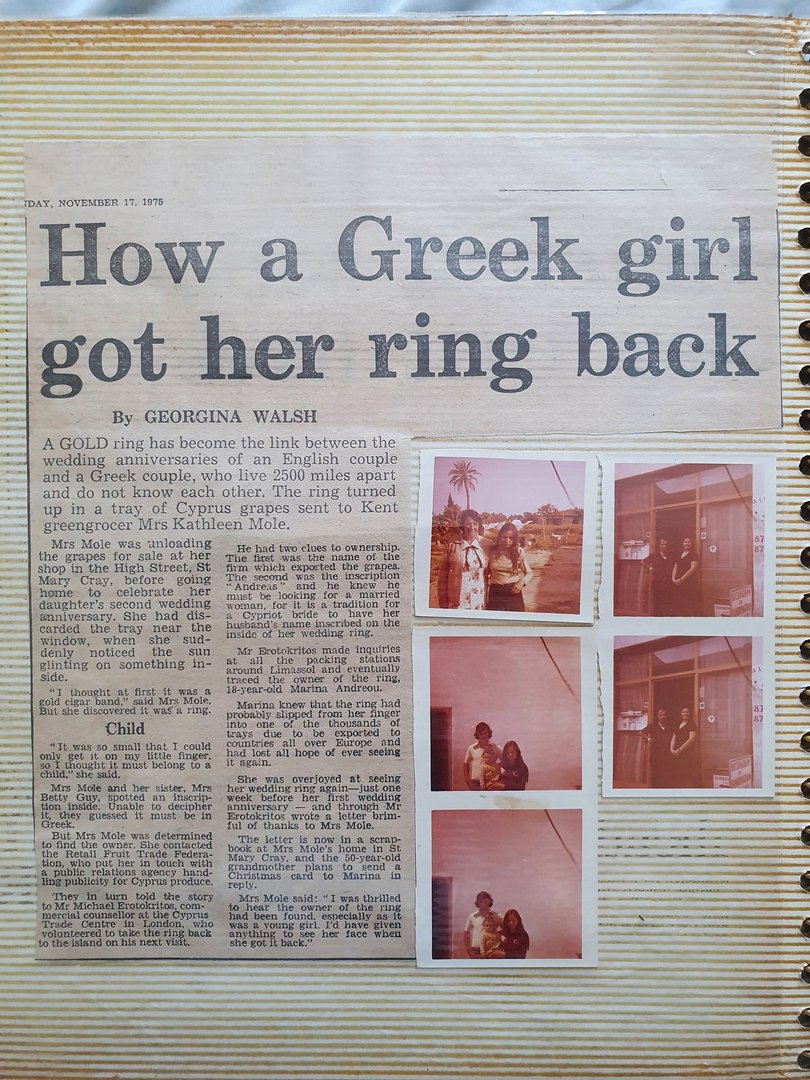 DAY, NOVEMBER 17, 1975
How a Greek girl
got her ring back
By GEORGINA WALSH
A GOLD ring has become the link between the
wedding anniversaries of an English couple
and a Greek couple, who live 2500 miles apart
and do not know each other. The ring turned
up in a tray of Cyprus grapes sent to Kent
greengrocer Mrs Kathleen Mole.
Mrs Mole was unloading
the grapes for sale at her
shop in the High Street, St
Mary Cray, before going
home to celebrate her
daughter's second wedding
anniversary. She had dis-
carded the tray near the
window, when she sud-
denly noticed the sun
glinting on something in-
side.
"I thought at first it was a
gold cigar band," said Mrs Mole.
But she discovered it was a ring.
Child
"It was so small that I could
only get it on my little finger,
so I thought it must belong to a
child," she said.
Mrs Mole and her sister, Mrs
Betty Guy, spotted an inscrip-
tion inside. Unable to decipher
it, they guessed it must be in
Greek.
But Mrs Mole was determined
to find the owner. She contacted
the Retail Fruit Trade Federa-
tion, who put her in touch with
a public relations agency hand-
ling publicity for Cyprus produce.
They in turn told the story
to Mr Michael Erotokritos, com-
mercial counsellor at the Cyprus
Trade Centre in London, who
volunteered to take the ring back
to the island on his next visit.
He had two clues to ownership.
The first was the name of the
firm which exported the grapes.
The second was the inscription
"Andreas" and he knew he
must be looking for a married
woman, for it is a tradition for
a Cypriot bride to have her
husband's name inscribed on the
inside of her wedding ring.
Mr Erotokritos made inquiries
at all the packing stations
around Limassol and eventually
traced the owner of the ring,
18-year-old Marina Andreou.
Marina knew that the ring had
probably slipped from her finger
into one of the thousands of
trays due to be exported to
countries all over Europe and
had lost all hope of ever seeing
it again.
She was overjoyed at seeing
her wedding ring again—just one
week before her first wedding
anniversary — and through Mr
Erotokritos wrote a letter brim-
ful of thanks to Mrs Mole.
The letter is now in a scrap-
book at Mrs Mole's home in St
Mary Cray, and the 50-year-old
grandmother plans to send a
Christmas card to Marina in
reply.
Mrs Mole said: "I was thrilled
to hear the owner of the ring
had been found, especially as it
was a young girl. I'd have given
anything to see her face when
she got it back."